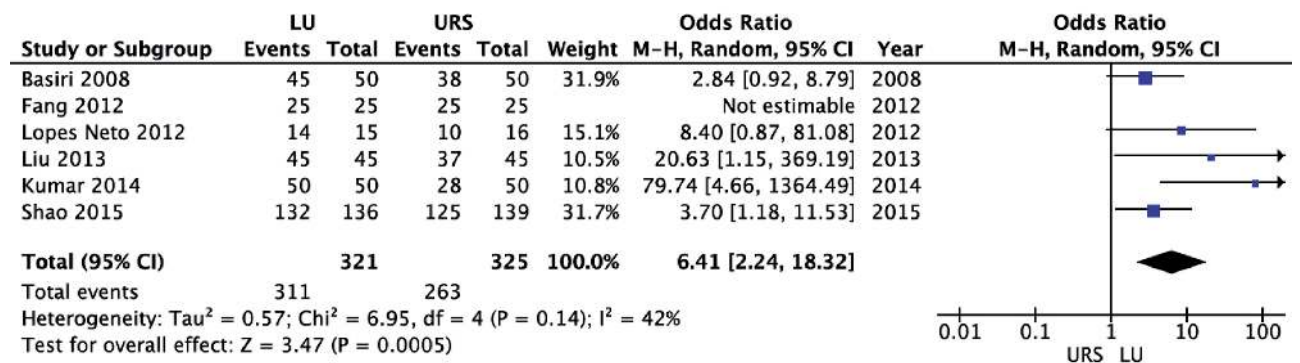 LU URS Odds Ratio Odds Ratio
Study or Subgroup Events Total Events Total Weight M-H, Random, 95% CI Year M-H, Random, 95% CI
Basiri 2008 45 50 38 50 31.9% 2.84 [0.92, 8.79] 2008
Fang 2012 25 25 25 25 Not estimable 2012
Lopes Neto 2012 14 15 10 16 15.1% 8.40 [0.87, 81.08] 2012
Liu 2013 45 45 37 45 10.5% 20.63 [1.15, 369.19] 2013
Kumar 2014 50 50 28 50 10.8% 79.74 [4.66, 1364.49] 2014
Shao 2015 132 136 125 139 31.7% 3.70 [1.18, 11.53] 2015
Total (95% CI) 321 325 100.0% 6.41 [2.24, 18.32]
Total events 311 263
Heterogeneity: Tau² = 0.57; Chi² = 6.95, df = 4 (P = 0.14); I² = 42%
Test for overall effect: Z = 3.47 (P = 0.0005)
0.01 0.1 1 10 100
URS LU